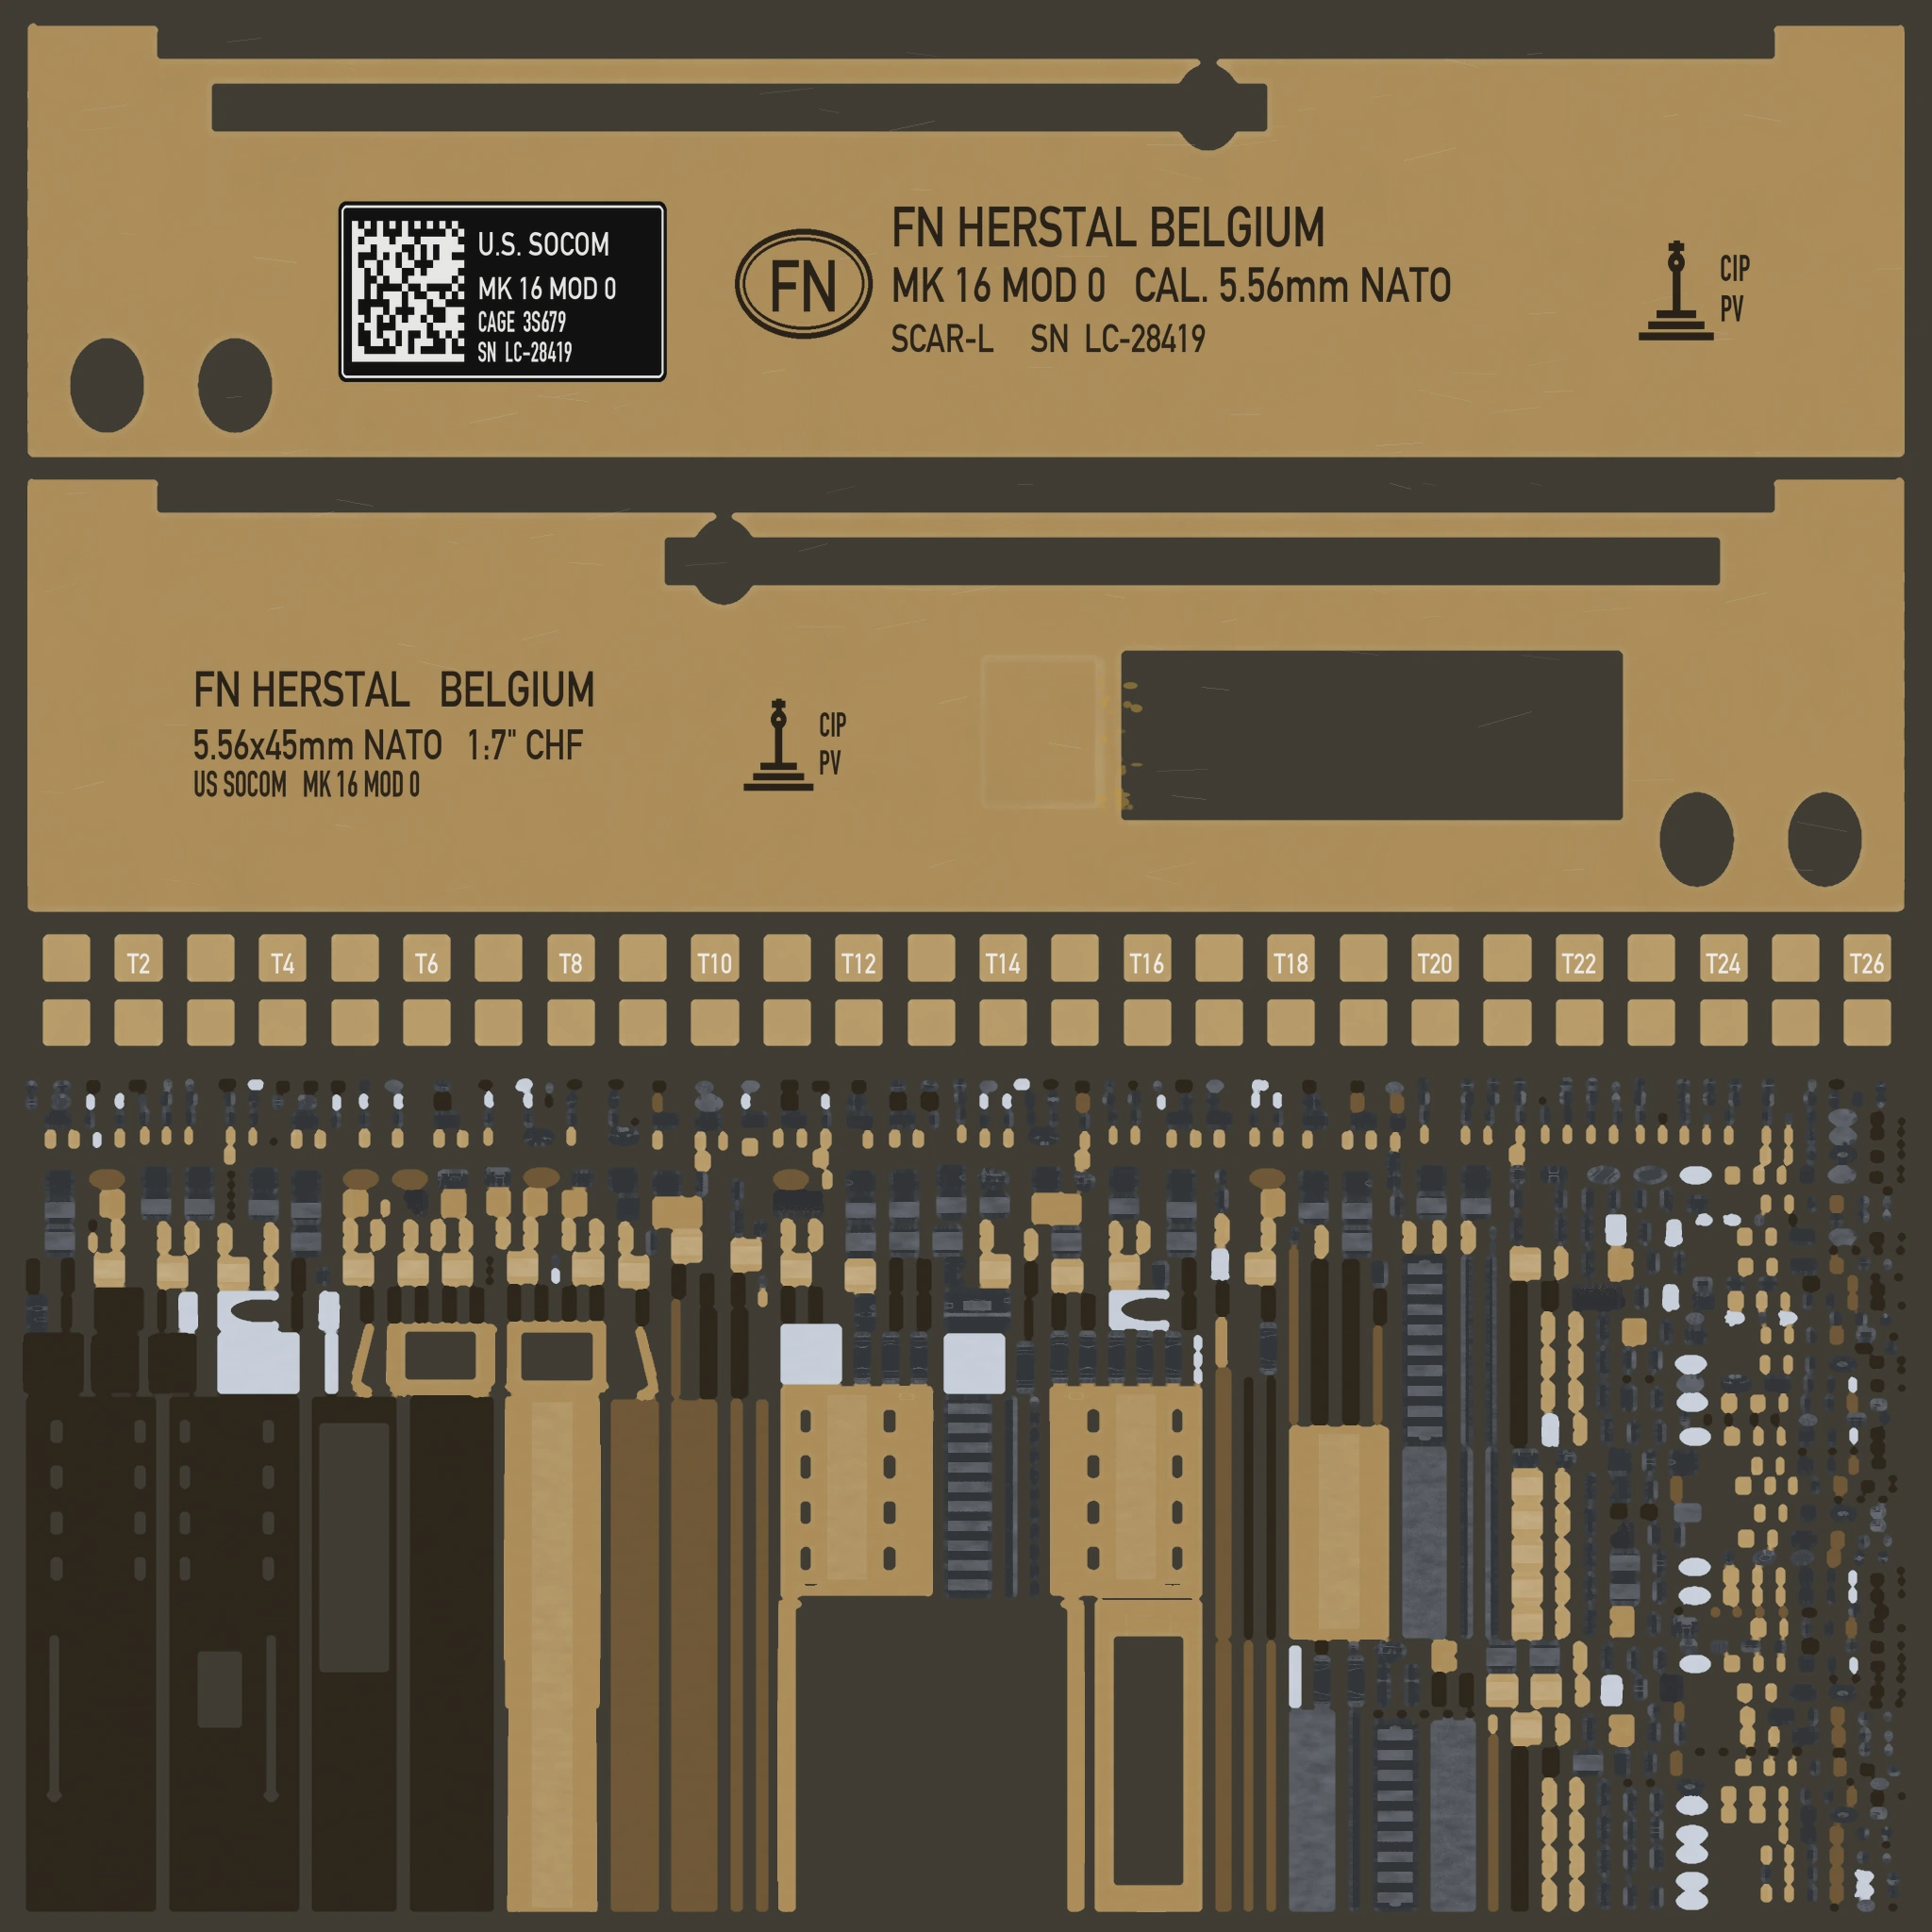 U.S. SOCOM
MK 16 MOD 0
CAGE 3S679
SN LC-28419
FN
FN HERSTAL BELGIUM
MK 16 MOD 0 CAL. 5.56mm NATO
SCAR-L SN LC-28419
CIP
PV
FN HERSTAL BELGIUM
5.56x45mm NATO 1:7" CHF
US SOCOM MK 16 MOD 0
CIP
PV
T2 T4 T6 T8 T10 T12 T14 T16 T18 T20 T22 T24 T26